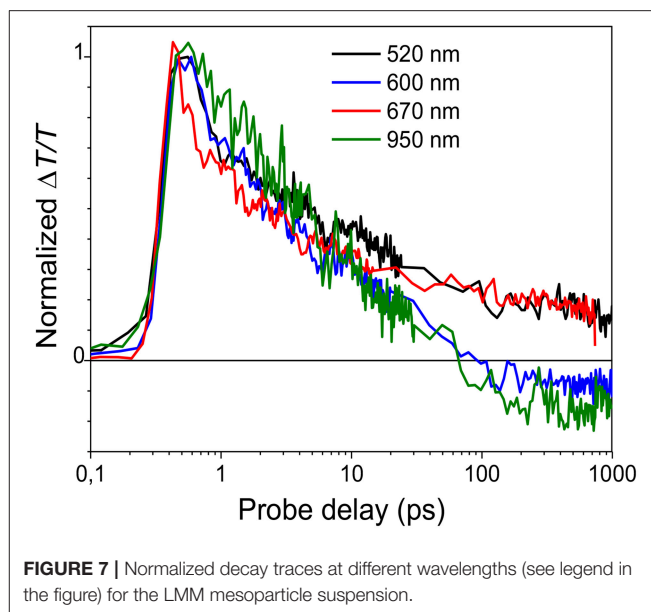 Normalized ΔT/T
1
0
520 nm
600 nm
670 nm
950 nm
0,1
1
10
100
1000
Probe delay (ps)
FIGURE 7 | Normalized decay traces at different wavelengths (see legend in
the figure) for the LMM mesoparticle suspension.